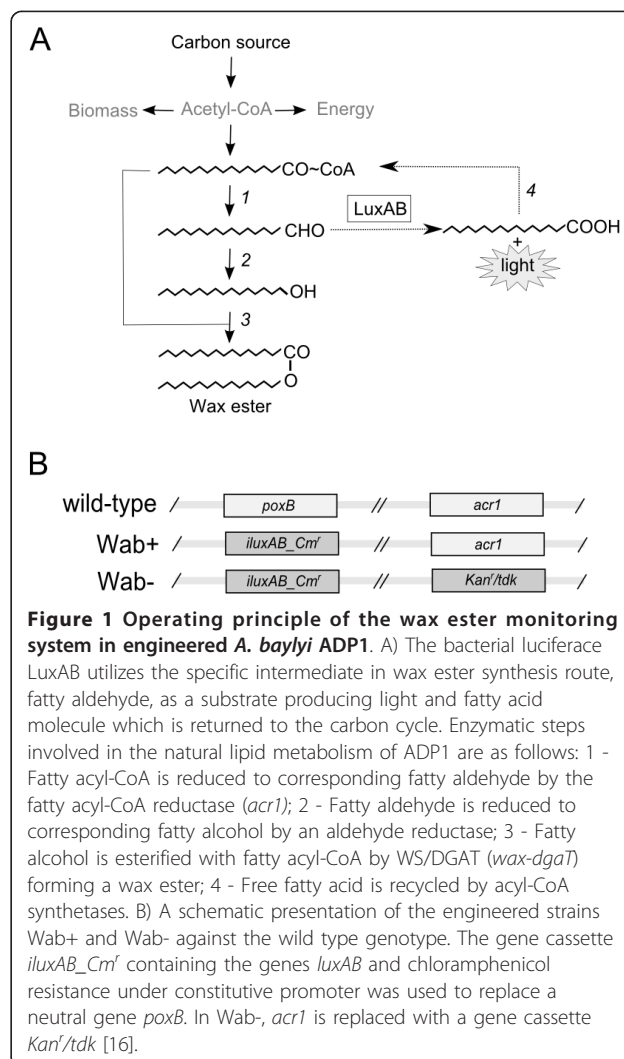 A
Carbon source
Biomass Acetyl-CoA Energy
CO~CoA
1
4
LuxAB
CHO
COOH
+
light
2
OH
3
CO
O
Wax ester
B
wild-type / poxB // acr1 /
Wab+ / iluxAB_Cmʳ // acr1 /
Wab- / iluxAB_Cmʳ // Kanʳ/tdk /
Figure 1 Operating principle of the wax ester monitoring
system in engineered A. baylyi ADP1. A) The bacterial luciferace
LuxAB utilizes the specific intermediate in wax ester synthesis route,
fatty aldehyde, as a substrate producing light and fatty acid
molecule which is returned to the carbon cycle. Enzymatic steps
involved in the natural lipid metabolism of ADP1 are as follows: 1 -
Fatty acyl-CoA is reduced to corresponding fatty aldehyde by the
fatty acyl-CoA reductase (acr1); 2 - Fatty aldehyde is reduced to
corresponding fatty alcohol by an aldehyde reductase; 3 - Fatty
alcohol is esterified with fatty acyl-CoA by WS/DGAT (wax-dgaT)
forming a wax ester; 4 - Free fatty acid is recycled by acyl-CoA
synthetases. B) A schematic presentation of the engineered strains
Wab+ and Wab- against the wild type genotype. The gene cassette
iluxAB_Cmʳ containing the genes luxAB and chloramphenicol
resistance under constitutive promoter was used to replace a
neutral gene poxB. In Wab-, acr1 is replaced with a gene cassette
Kanʳ/tdk [16].